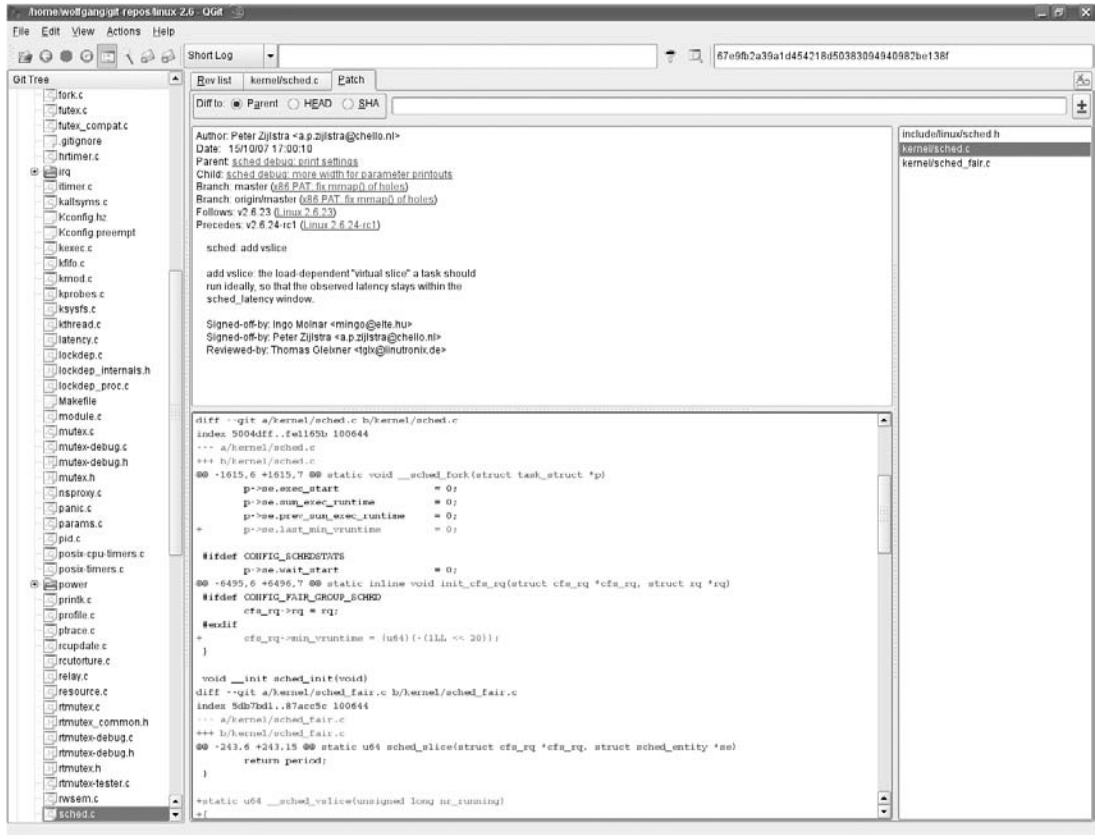 /home/wolfgang/git-repos/linux-2.6 - QGit
File Edit View Actions Help
Short Log
67e9fb2a39a1d454218d50383094940982be138f
Git Tree
fork.c
futex.c
futex_compat.c
.gitignore
hrtimer.c
irq
itimer.c
kallsyms.c
Kconfig.hz
Kconfig.preempt
kexec.c
kfifo.c
kmod.c
kprobes.c
ksysfs.c
kthread.c
latency.c
lockdep.c
lockdep_internals.h
lockdep_proc.c
Makefile
module.c
mutex.c
mutex-debug.c
mutex-debug.h
mutex.h
nsproxy.c
panic.c
params.c
pid.c
posix-cpu-timers.c
posix-timers.c
power
printk.c
profile.c
ptrace.c
rcupdate.c
rcutorture.c
relay.c
resource.c
rtmutex.c
rtmutex_common.h
rtmutex-debug.c
rtmutex-debug.h
rtmutex.h
rtmutex-tester.c
rwsem.c
sched.c
Rev list kernel/sched.c Patch
Diff to: Parent HEAD SHA
Author: Peter Zijlstra <a.p.zijlstra@chello.nl>
Date: 15/10/07 17:00:10
Parent: sched debug: print settings
Child: sched debug: more width for parameter printouts
Branch: master (x86 PAT: fix mmap() of holes)
Branch: origin/master (x86 PAT: fix mmap() of holes)
Follows: v2.6.23 (Linux 2.6.23)
Precedes: v2.6.24-rc1 (Linux 2.6.24-rc1)
sched: add vslice
add vslice: the load-dependent "virtual slice" a task should
run ideally, so that the observed latency stays within the
sched_latency window.
Signed-off-by: Ingo Molnar <mingo@elte.hu>
Signed-off-by: Peter Zijlstra <a.p.zijlstra@chello.nl>
Reviewed-by: Thomas Gleixner <tglx@linutronix.de>
diff --git a/kernel/sched.c b/kernel/sched.c
index 5004dff..fe1165b 100644
--- a/kernel/sched.c
+++ b/kernel/sched.c
@@ -1615,6 +1615,7 @@ static void __sched_fork(struct task_struct *p)
p->se.exec_start = 0;
p->se.sum_exec_runtime = 0;
p->se.prev_sum_exec_runtime = 0;
+ p->se.last_min_vruntime = 0;
#ifdef CONFIG_SCHEDSTATS
p->se.wait_start = 0;
@@ -6495,6 +6496,7 @@ static inline void init_cfs_rq(struct cfs_rq *cfs_rq, struct rq *rq)
#ifdef CONFIG_FAIR_GROUP_SCHED
cfs_rq->rq = rq;
#endif
+ cfs_rq->min_vruntime = (u64)(-(1LL << 20));
}
void __init sched_init(void)
diff --git a/kernel/sched_fair.c b/kernel/sched_fair.c
index 5db7bd1..87acc5c 100644
--- a/kernel/sched_fair.c
+++ b/kernel/sched_fair.c
@@ -243,6 +243,15 @@ static u64 sched_slice(struct cfs_rq *cfs_rq, struct sched_entity *se)
return period;
}
+static u64 __sched_vslice(unsigned long nr_running)
+{
include/linux/sched.h
kernel/sched.c
kernel/sched_fair.c